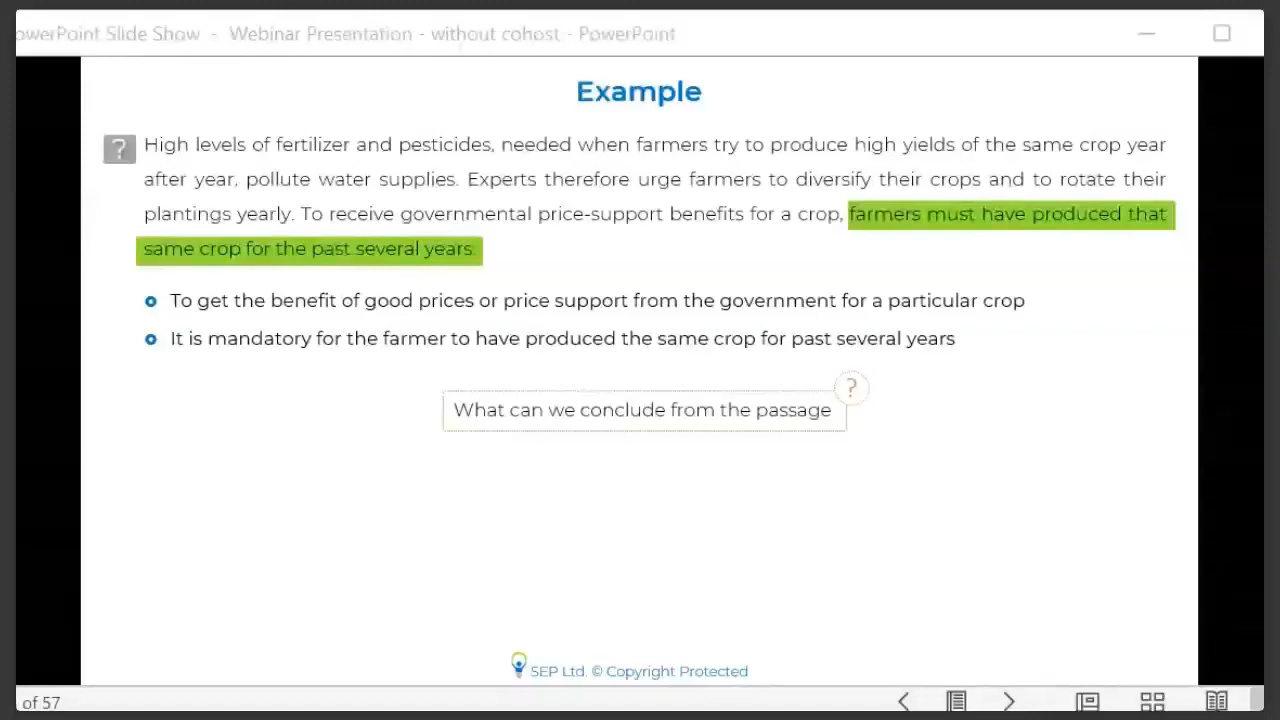 owerPoint Slide Show - Webinar Presentation - without cohost - PowerPoint
Example
? High levels of fertilizer and pesticides, needed when farmers try to produce high yields of the same crop year
after year, pollute water supplies. Experts therefore urge farmers to diversify their crops and to rotate their
plantings yearly. To receive governmental price-support benefits for a crop, farmers must have produced that
same crop for the past several years.
To get the benefit of good prices or price support from the government for a particular crop
It is mandatory for the farmer to have produced the same crop for past several years
?
What can we conclude from the passage
SEP Ltd. © Copyright Protected
of 57